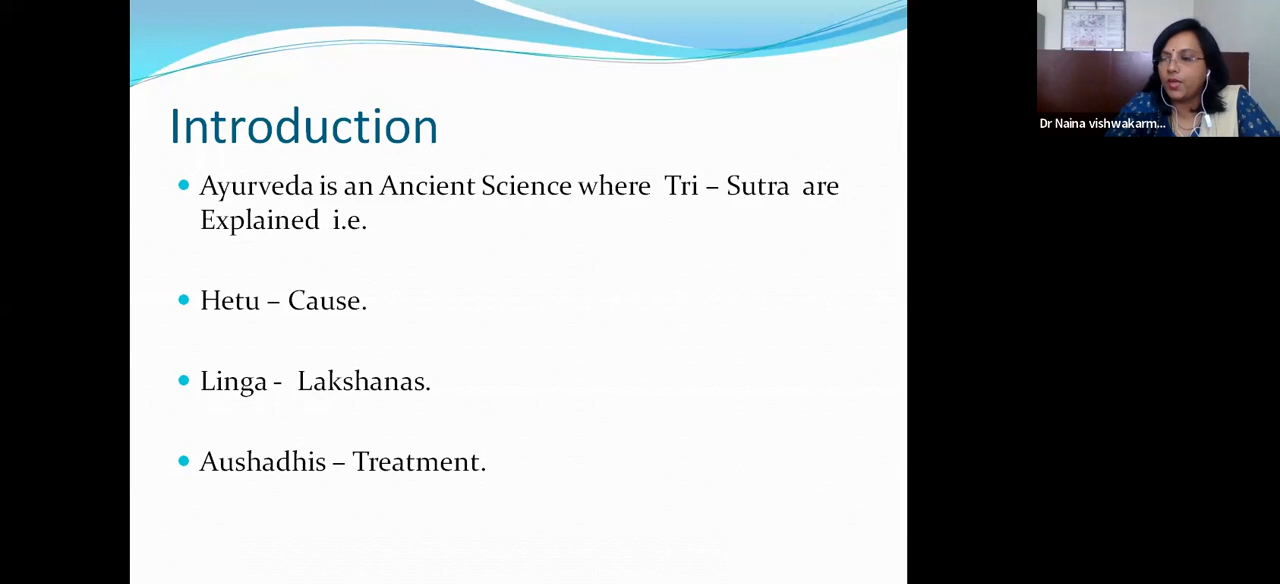 Introduction
Ayurveda is an Ancient Science where Tri – Sutra are
Explained i.e.
Hetu – Cause.
Linga - Lakshanas.
Aushadhis – Treatment.
Dr Naina vishwakarm...